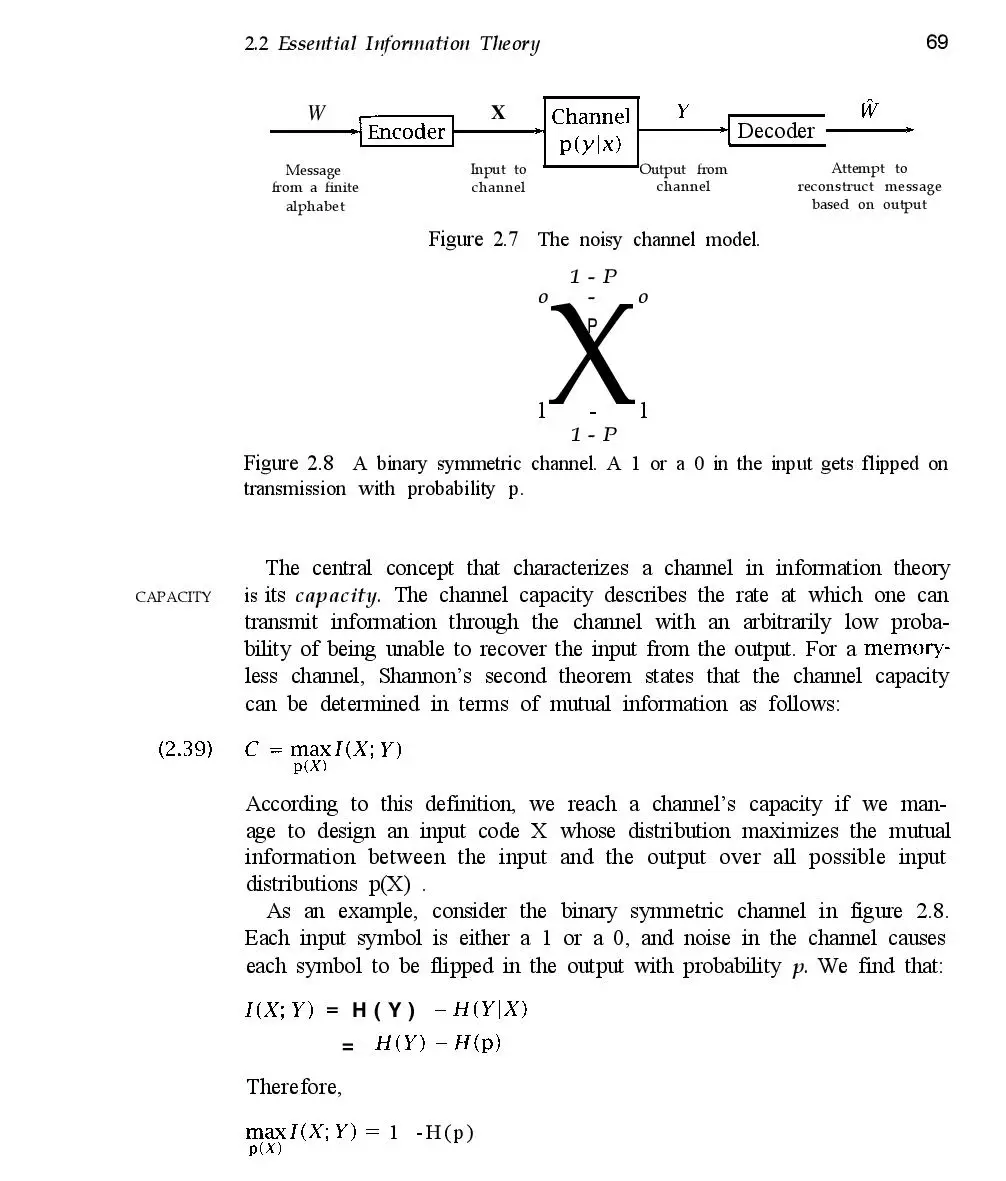 2.2 Essential Information Theory 69
W X Channel Y Ŵ
Encoder p(y|x) Decoder
Message Input to Output from Attempt to
from a finite channel channel reconstruct message
alphabet based on output
Figure 2.7 The noisy channel model.
1 - P
o - o
P
1 - 1
1 - P
Figure 2.8 A binary symmetric channel. A 1 or a 0 in the input gets flipped on
transmission with probability p.
The central concept that characterizes a channel in information theory
CAPACITY is its capacity. The channel capacity describes the rate at which one can
transmit information through the channel with an arbitrarily low proba-
bility of being unable to recover the input from the output. For a memory-
less channel, Shannon's second theorem states that the channel capacity
can be determined in terms of mutual information as follows:
(2.39) C = max I(X; Y)
p(X)
According to this definition, we reach a channel's capacity if we man-
age to design an input code X whose distribution maximizes the mutual
information between the input and the output over all possible input
distributions p(X) .
As an example, consider the binary symmetric channel in figure 2.8.
Each input symbol is either a 1 or a 0, and noise in the channel causes
each symbol to be flipped in the output with probability p. We find that:
I(X; Y) = H(Y) - H(Y|X)
= H(Y) - H(p)
Therefore,
max I(X; Y) = 1 -H(p)
p(X)